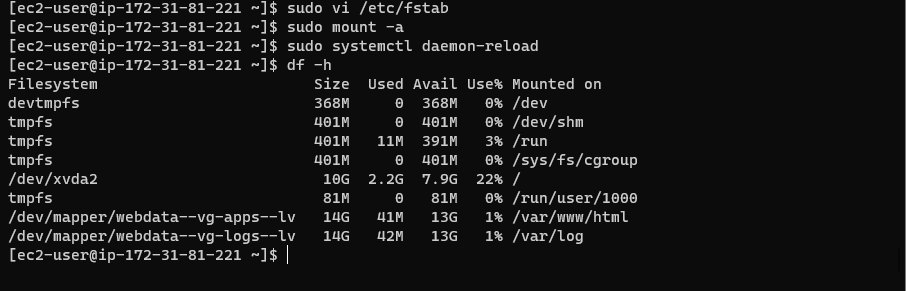 [ec2-user@ip-172-31-81-221 ~]$ sudo vi /etc/fstab
[ec2-user@ip-172-31-81-221 ~]$ sudo mount -a
[ec2-user@ip-172-31-81-221 ~]$ sudo systemctl daemon-reload
[ec2-user@ip-172-31-81-221 ~]$ df -h
Filesystem                        Size  Used Avail Use% Mounted on
devtmpfs                          368M     0  368M   0% /dev
tmpfs                             401M     0  401M   0% /dev/shm
tmpfs                             401M   11M  391M   3% /run
tmpfs                             401M     0  401M   0% /sys/fs/cgroup
/dev/xvda2                         10G  2.2G  7.9G  22% /
tmpfs                              81M     0   81M   0% /run/user/1000
/dev/mapper/webdata--vg-apps--lv   14G   41M   13G   1% /var/www/html
/dev/mapper/webdata--vg-logs--lv   14G   42M   13G   1% /var/log
[ec2-user@ip-172-31-81-221 ~]$